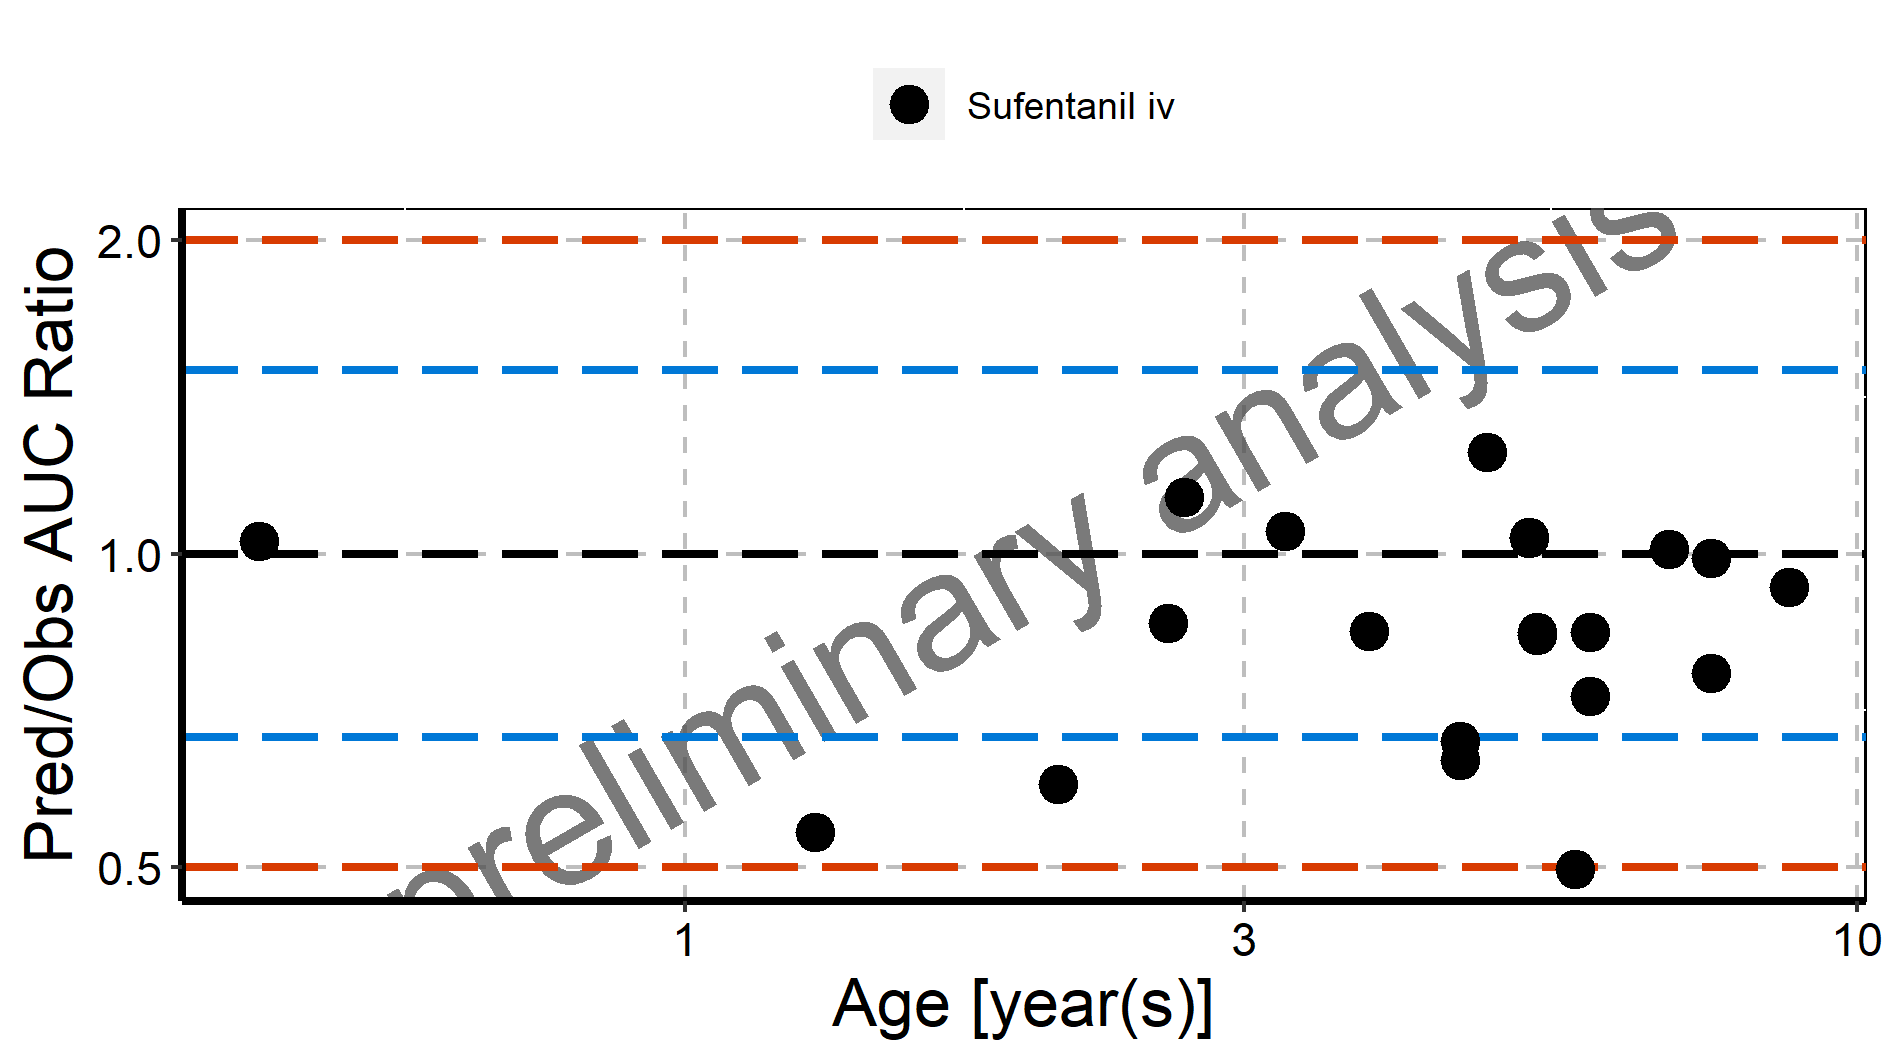 Sufentanil iv
Pred/Obs AUC Ratio
2.0
1.0
0.5
preliminary analysis
1 3 10
Age [year(s)]